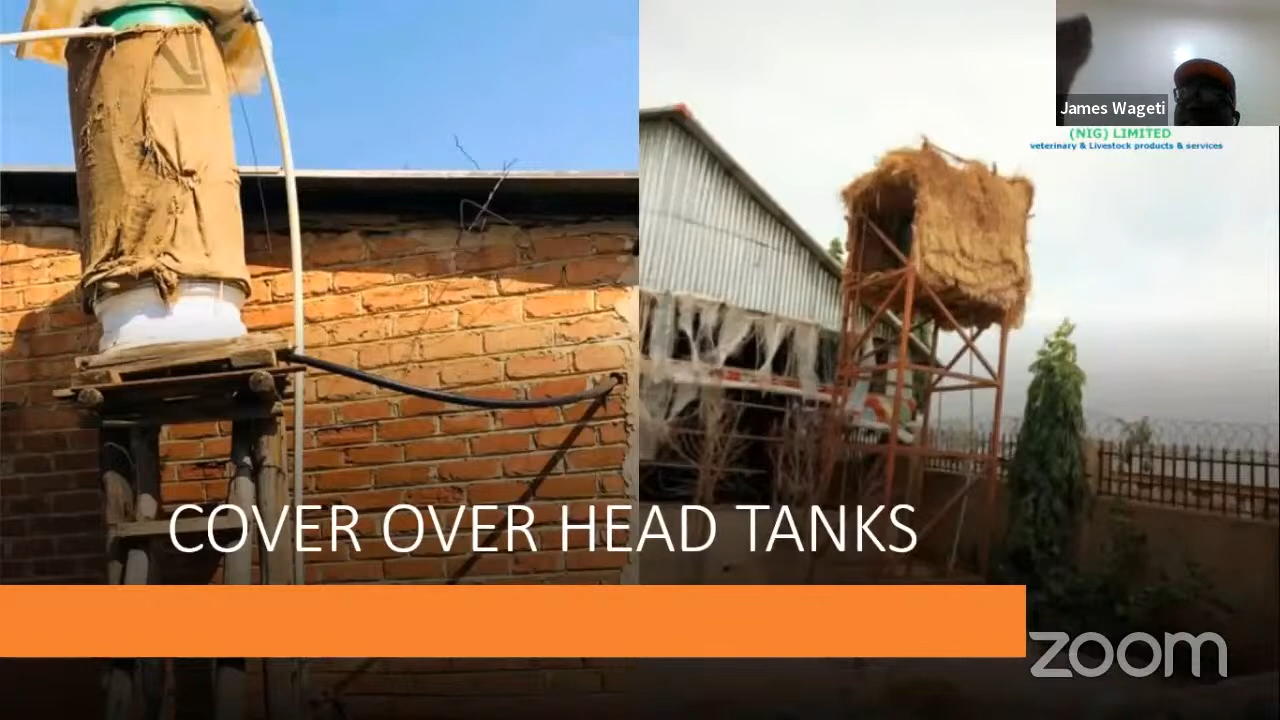 James Wageti
(NIG) LIMITED
veterinary & Livestock products & services
COVER OVER HEAD TANKS
zoom